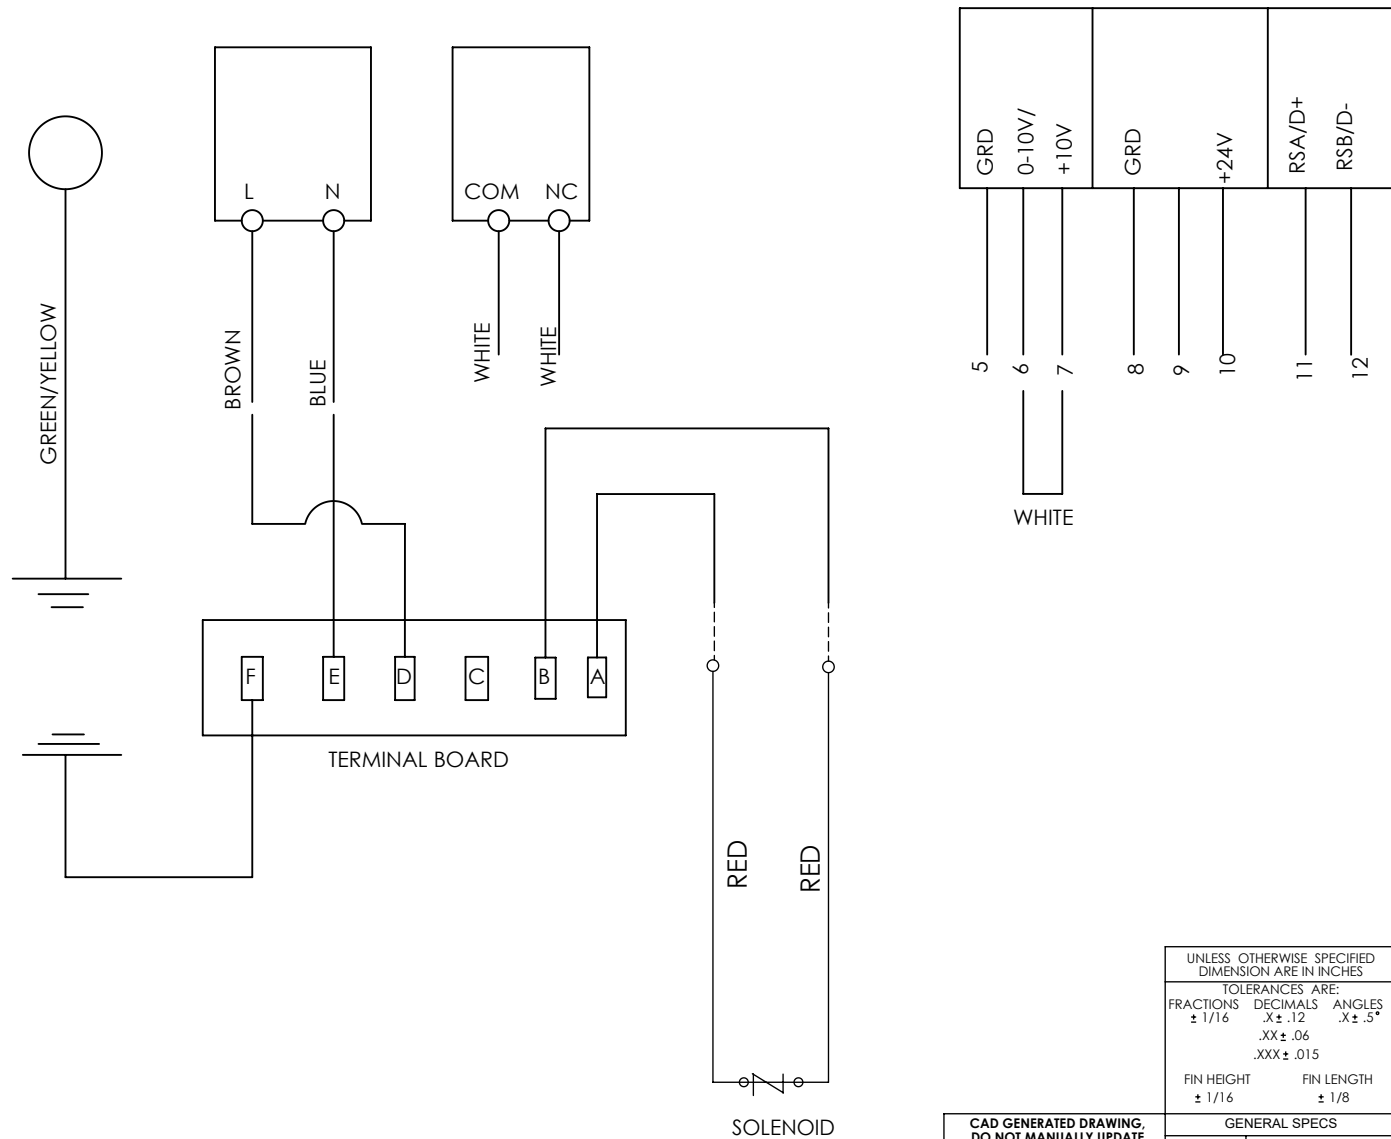 GREEN/YELLOW
L N
BROWN
BLUE
COM NC
WHITE
WHITE
GRD
0-10V/
+10V
GRD
+24V
RSA/D+
RSB/D-
5
6
7
8
9
10
11
12
WHITE
F E D C B A
TERMINAL BOARD
RED
RED
SOLENOID
UNLESS OTHERWISE SPECIFIED
DIMENSION ARE IN INCHES
TOLERANCES ARE:
FRACTIONS DECIMALS ANGLES
± 1/16 .X ± .12 .X ± .5°
.XX ± .06
.XXX ± .015
FIN HEIGHT FIN LENGTH
± 1/16 ± 1/8
CAD GENERATED DRAWING,
DO NOT MANUALLY UPDATE
GENERAL SPECS